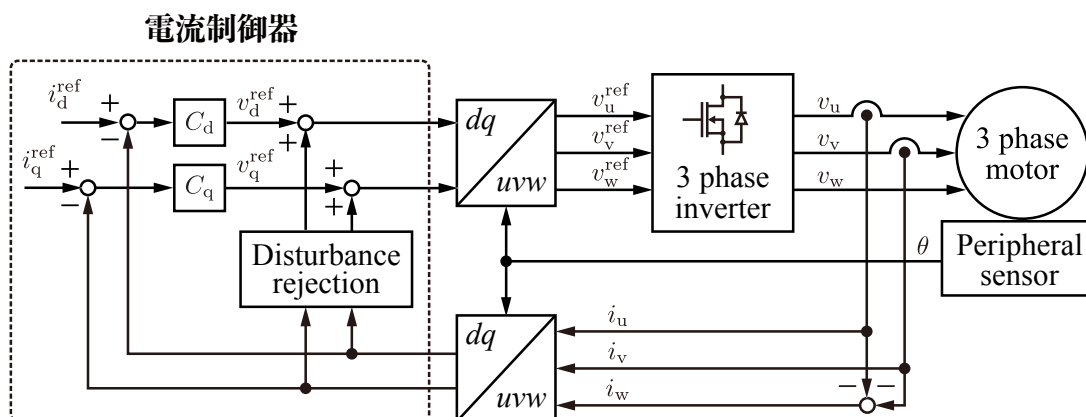 電流制御器
i_d^ref
+
−
C_d
v_d^ref
+
+
i_q^ref
+
−
C_q
v_q^ref
+
+
Disturbance
rejection
dq
uvw
v_u^ref
v_v^ref
v_w^ref
3 phase
inverter
v_u
v_v
v_w
3 phase
motor
θ
Peripheral
sensor
dq
uvw
i_u
i_v
i_w
−
−